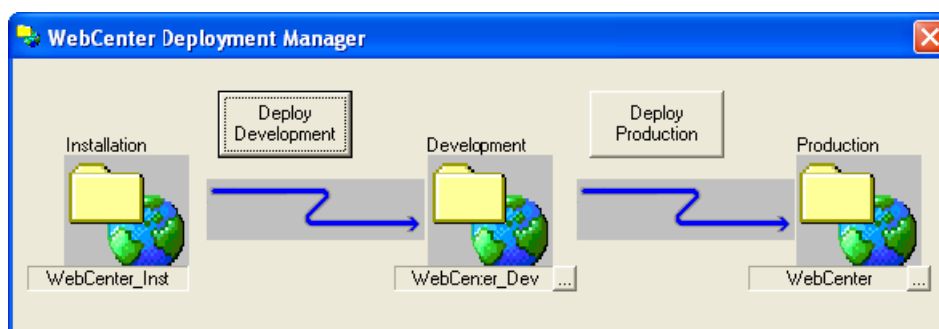 WebCenter Deployment Manager
Deploy
Development
Deploy
Production
Installation
Development
Production
WebCenter_Inst
WebCenter_Dev
...
WebCenter
...